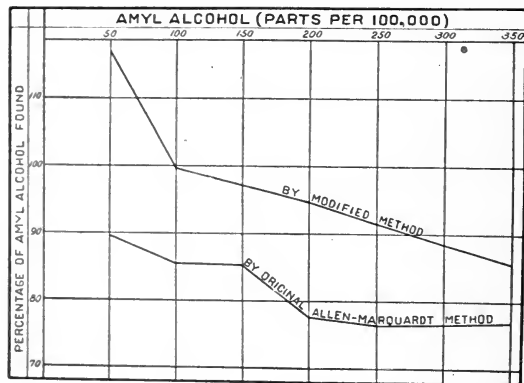 AMYL ALCOHOL (PARTS PER 100,000)
50 100 150 200 250 300 350
PERCENTAGE OF AMYL ALCOHOL FOUND
110
100
90
80
70
BY MODIFIED METHOD
BY ORIGINAL
ALLEN-MARQUARDT METHOD